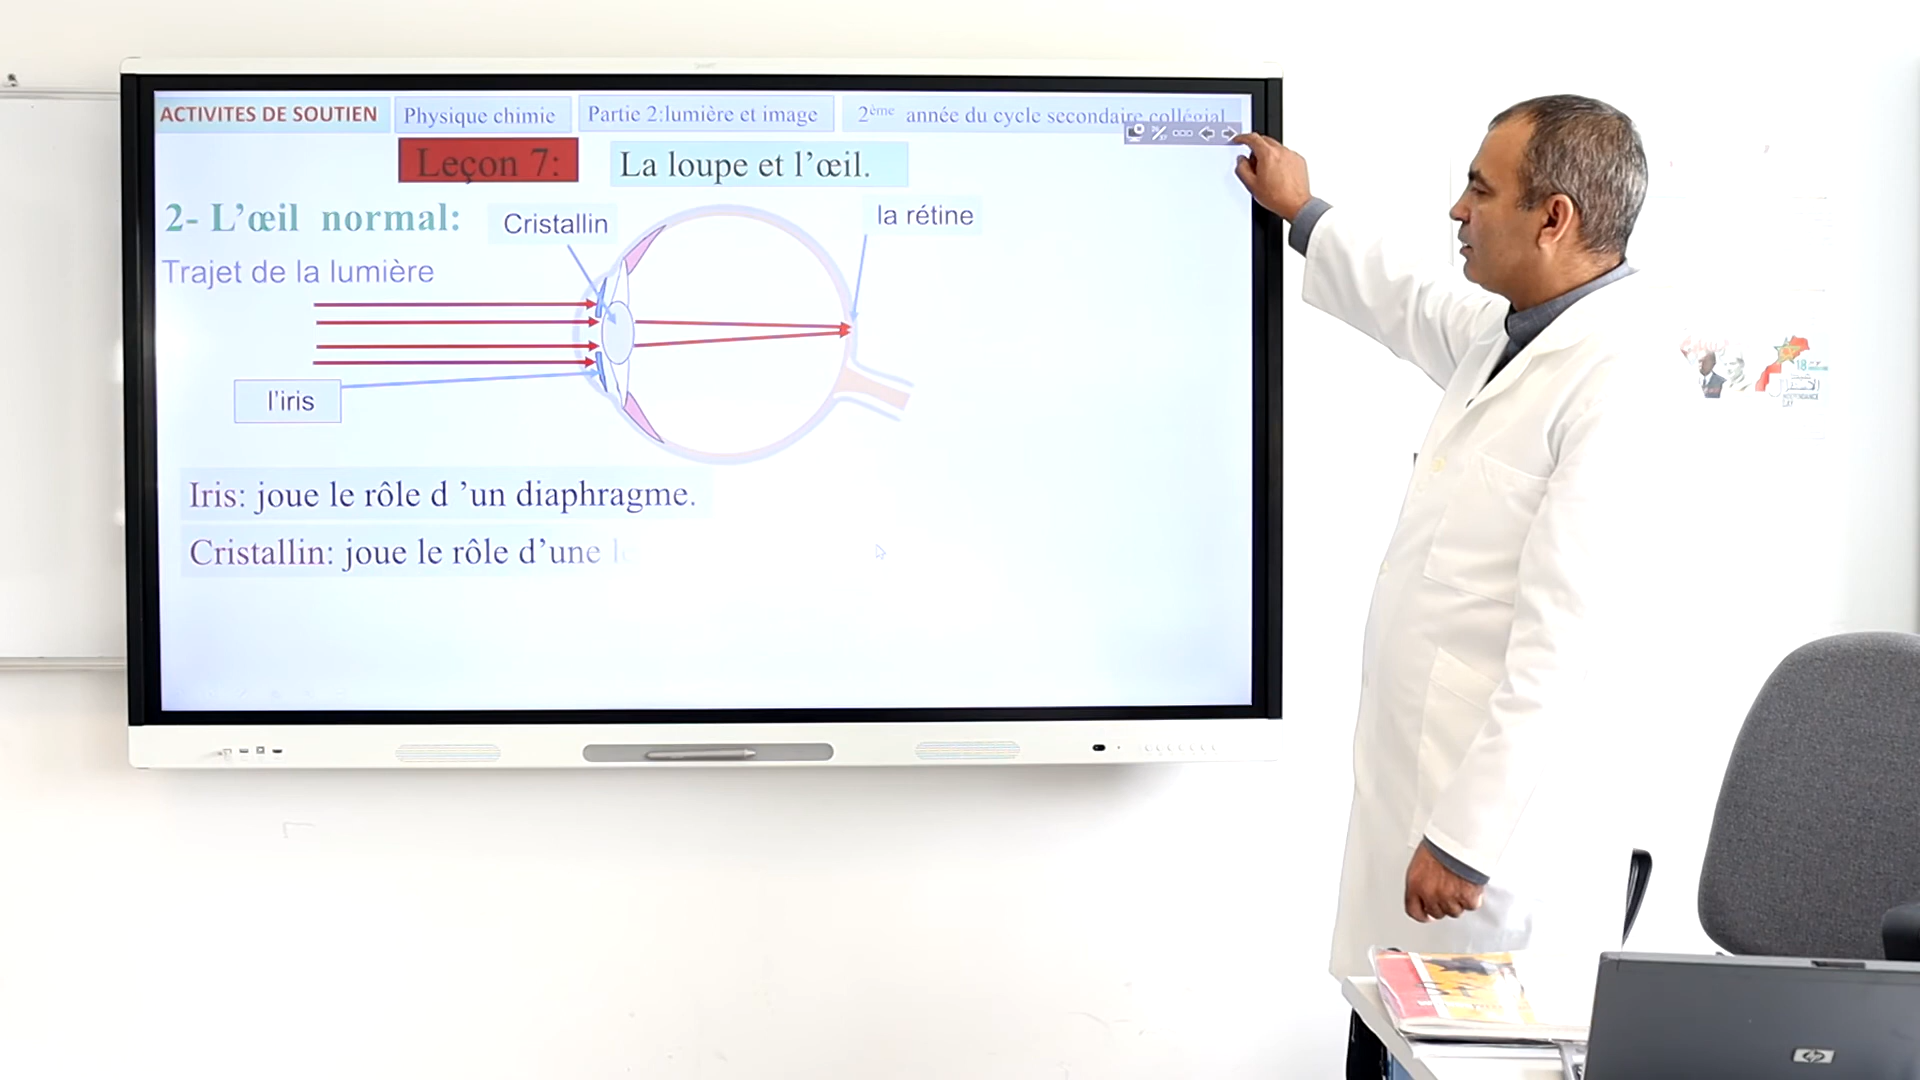 ACTIVITES DE SOUTIEN
Physique chimie
Partie 2:lumière et image
2ème année du cycle secondaire collégial
Leçon 7:
La loupe et l'œil.
2- L'œil normal:
Cristallin
la rétine
Trajet de la lumière
l'iris
Iris: joue le rôle d 'un diaphragme.
Cristallin: joue le rôle d'une
18
hp